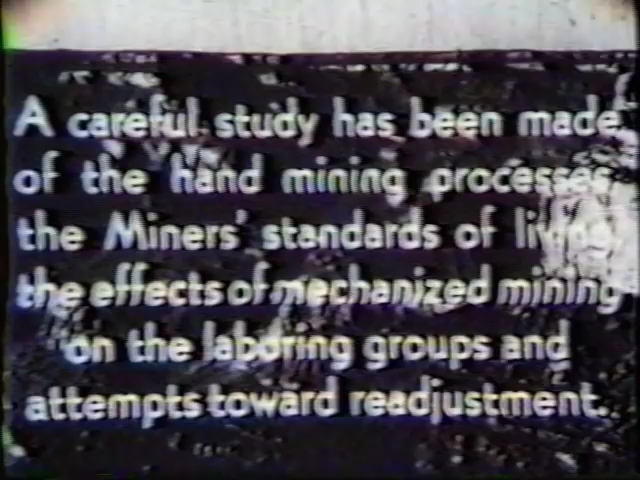 A careful study has been made
of the hand mining processes,
the Miners' standards of living,
the effects of mechanized mining
on the laboring groups and
attempts toward readjustment.